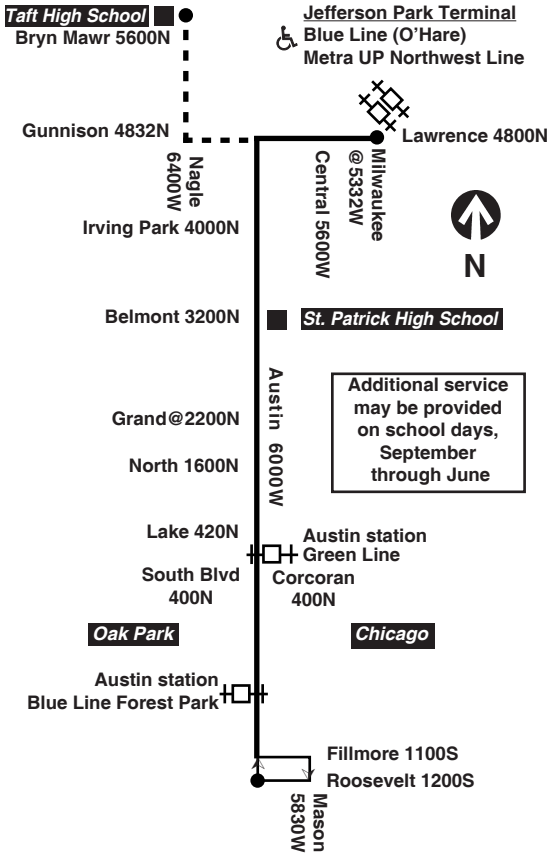 Taft High School
Bryn Mawr 5600N
Jefferson Park Terminal
Blue Line (O'Hare)
Metra UP Northwest Line
Gunnison 4832N
Lawrence 4800N
Nagle
6400W
Milwaukee
@5332W
Central 5600W
N
Irving Park 4000N
Belmont 3200N
St. Patrick High School
Austin 6000W
Additional service
may be provided
on school days,
September
through June
Grand@2200N
North 1600N
Lake 420N
Austin station
Green Line
South Blvd
400N
Corcoran
400N
Oak Park
Chicago
Austin station
Blue Line Forest Park
Fillmore 1100S
Roosevelt 1200S
Mason
5830W